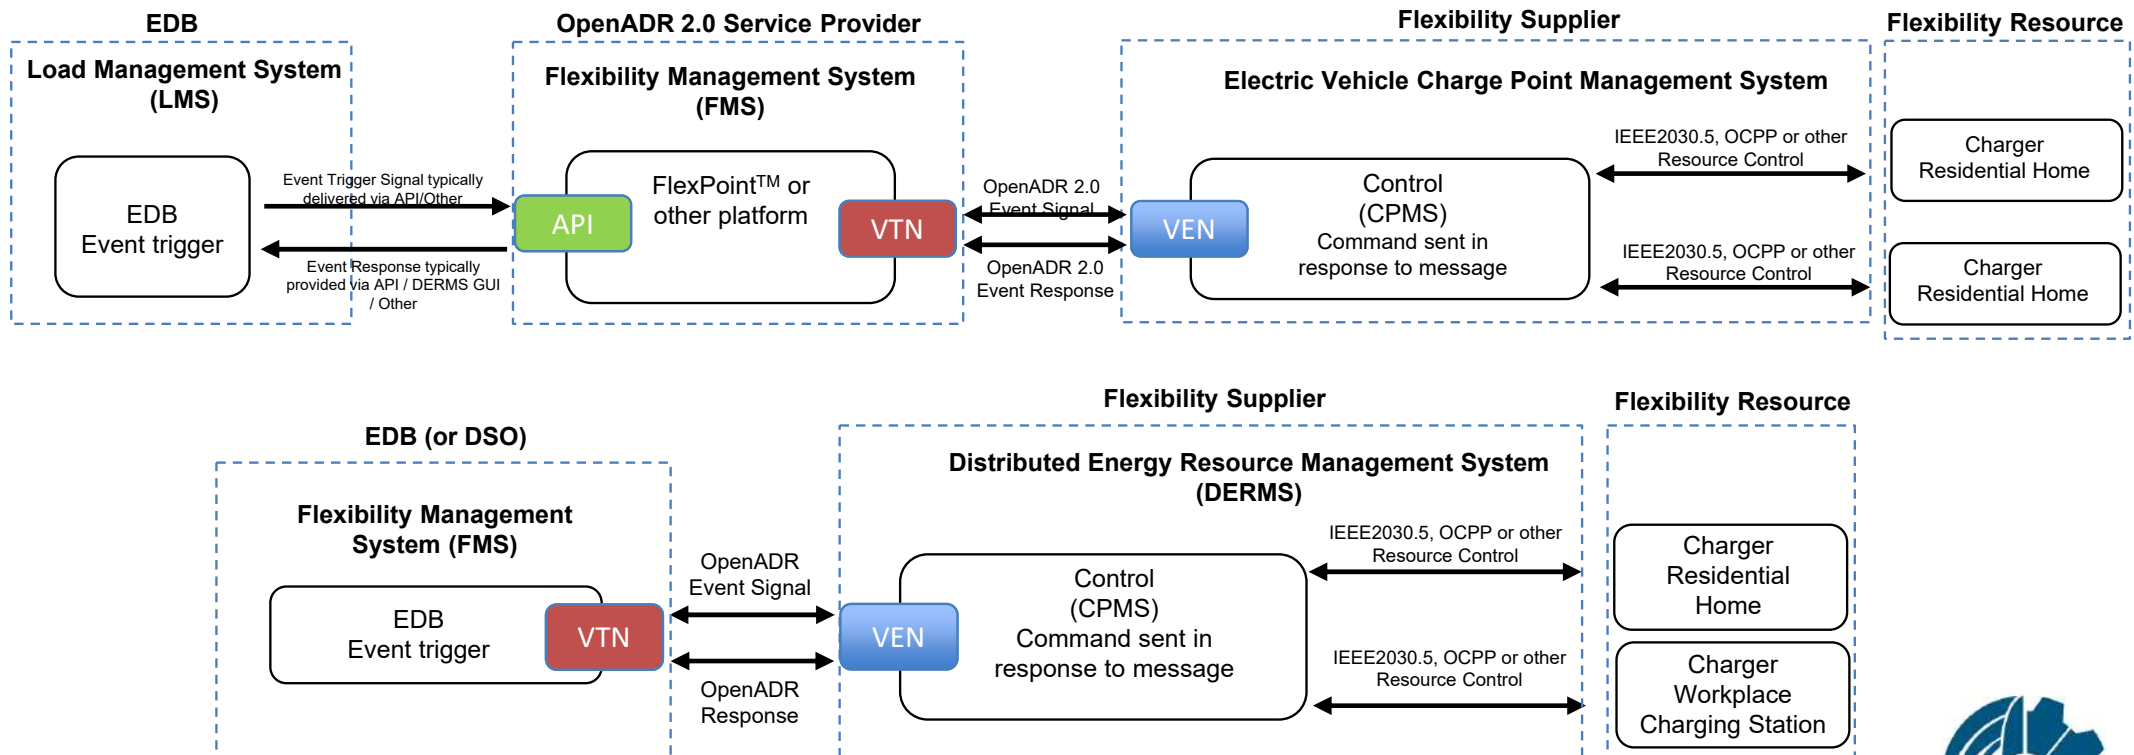 EDB
OpenADR 2.0 Service Provider
Flexibility Supplier
Flexibility Resource
Load Management System
(LMS)
Flexibility Management System
(FMS)
Electric Vehicle Charge Point Management System
EDB
Event trigger
Event Trigger Signal typically
delivered via API/Other
Event Response typically
provided via API / DERMS GUI
/ Other
API
FlexPoint™ or
other platform
VTN
OpenADR 2.0
Event Signal
OpenADR 2.0
Event Response
VEN
Control
(CPMS)
Command sent in
response to message
IEEE2030.5, OCPP or other
Resource Control
IEEE2030.5, OCPP or other
Resource Control
Charger
Residential Home
Charger
Residential Home
EDB (or DSO)
Flexibility Supplier
Flexibility Resource
Flexibility Management
System (FMS)
Distributed Energy Resource Management System
(DERMS)
EDB
Event trigger
VTN
OpenADR
Event Signal
OpenADR
Response
VEN
Control
(CPMS)
Command sent in
response to message
IEEE2030.5, OCPP or other
Resource Control
IEEE2030.5, OCPP or other
Resource Control
Charger
Residential
Home
Charger
Workplace
Charging Station